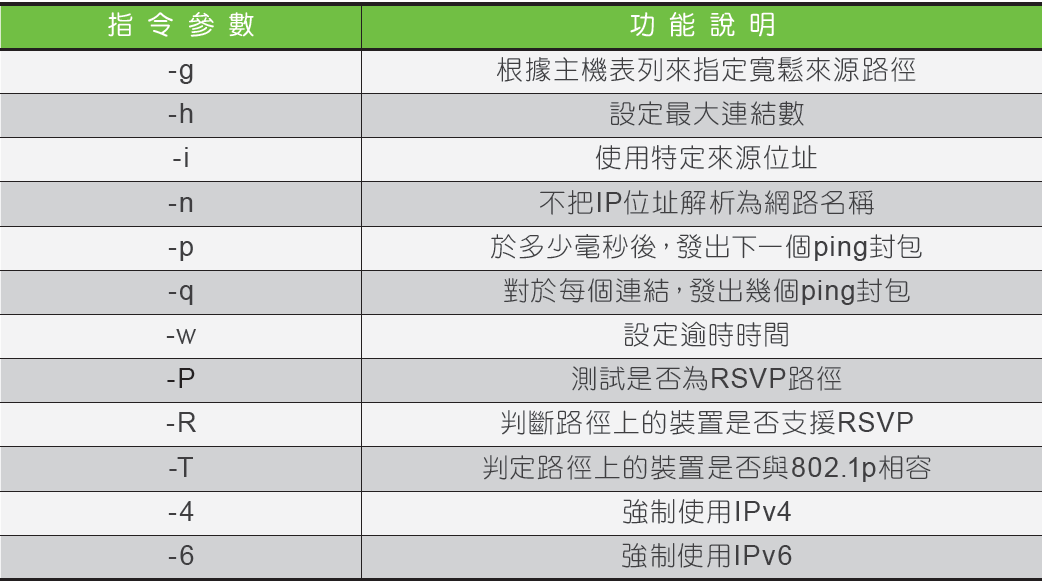 指令參數 功能說明
-g 根據主機表列來指定寬鬆來源路徑
-h 設定最大連結數
-i 使用特定來源位址
-n 不把IP位址解析為網路名稱
-p 於多少毫秒後，發出下一個ping封包
-q 對於每個連結，發出幾個ping封包
-w 設定逾時時間
-P 測試是否為RSVP路徑
-R 判斷路徑上的裝置是否支援RSVP
-T 判定路徑上的裝置是否與802.1p相容
-4 強制使用IPv4
-6 強制使用IPv6